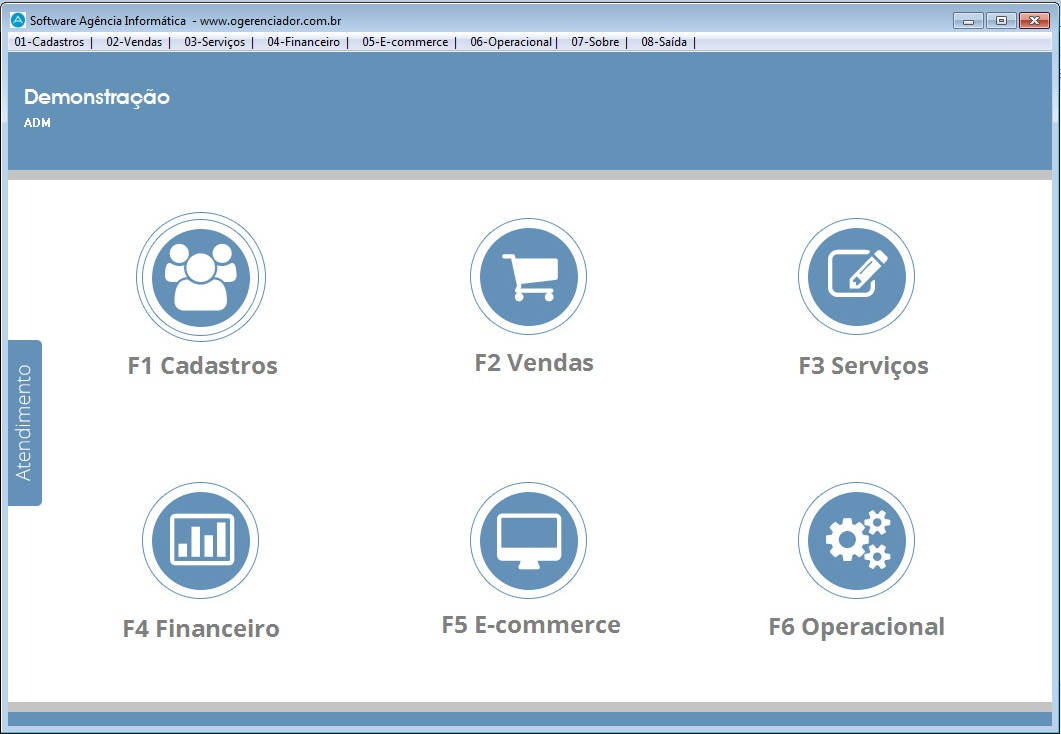 Software Agência Informática - www.ogerenciador.com.br
01-Cadastros | 02-Vendas | 03-Serviços | 04-Financeiro | 05-E-commerce | 06-Operacional | 07-Sobre | 08-Saída |
Demonstração
ADM
F1 Cadastros
F2 Vendas
F3 Serviços
Atendimento
F4 Financeiro
F5 E-commerce
F6 Operacional